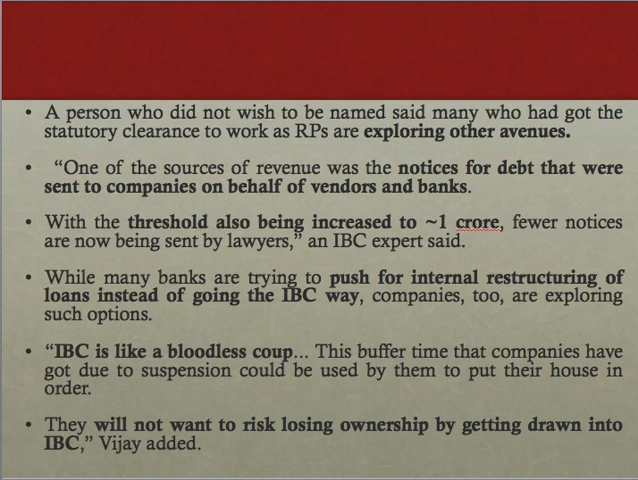 • A person who did not wish to be named said many who had got the
statutory clearance to work as RPs are exploring other avenues.
• “One of the sources of revenue was the notices for debt that were
sent to companies on behalf of vendors and banks.
• With the threshold also being increased to ~1 crore, fewer notices
are now being sent by lawyers,” an IBC expert said.
• While many banks are trying to push for internal restructuring of
loans instead of going the IBC way, companies, too, are exploring
such options.
• “IBC is like a bloodless coup... This buffer time that companies have
got due to suspension could be used by them to put their house in
order.
• They will not want to risk losing ownership by getting drawn into
IBC,” Vijay added.